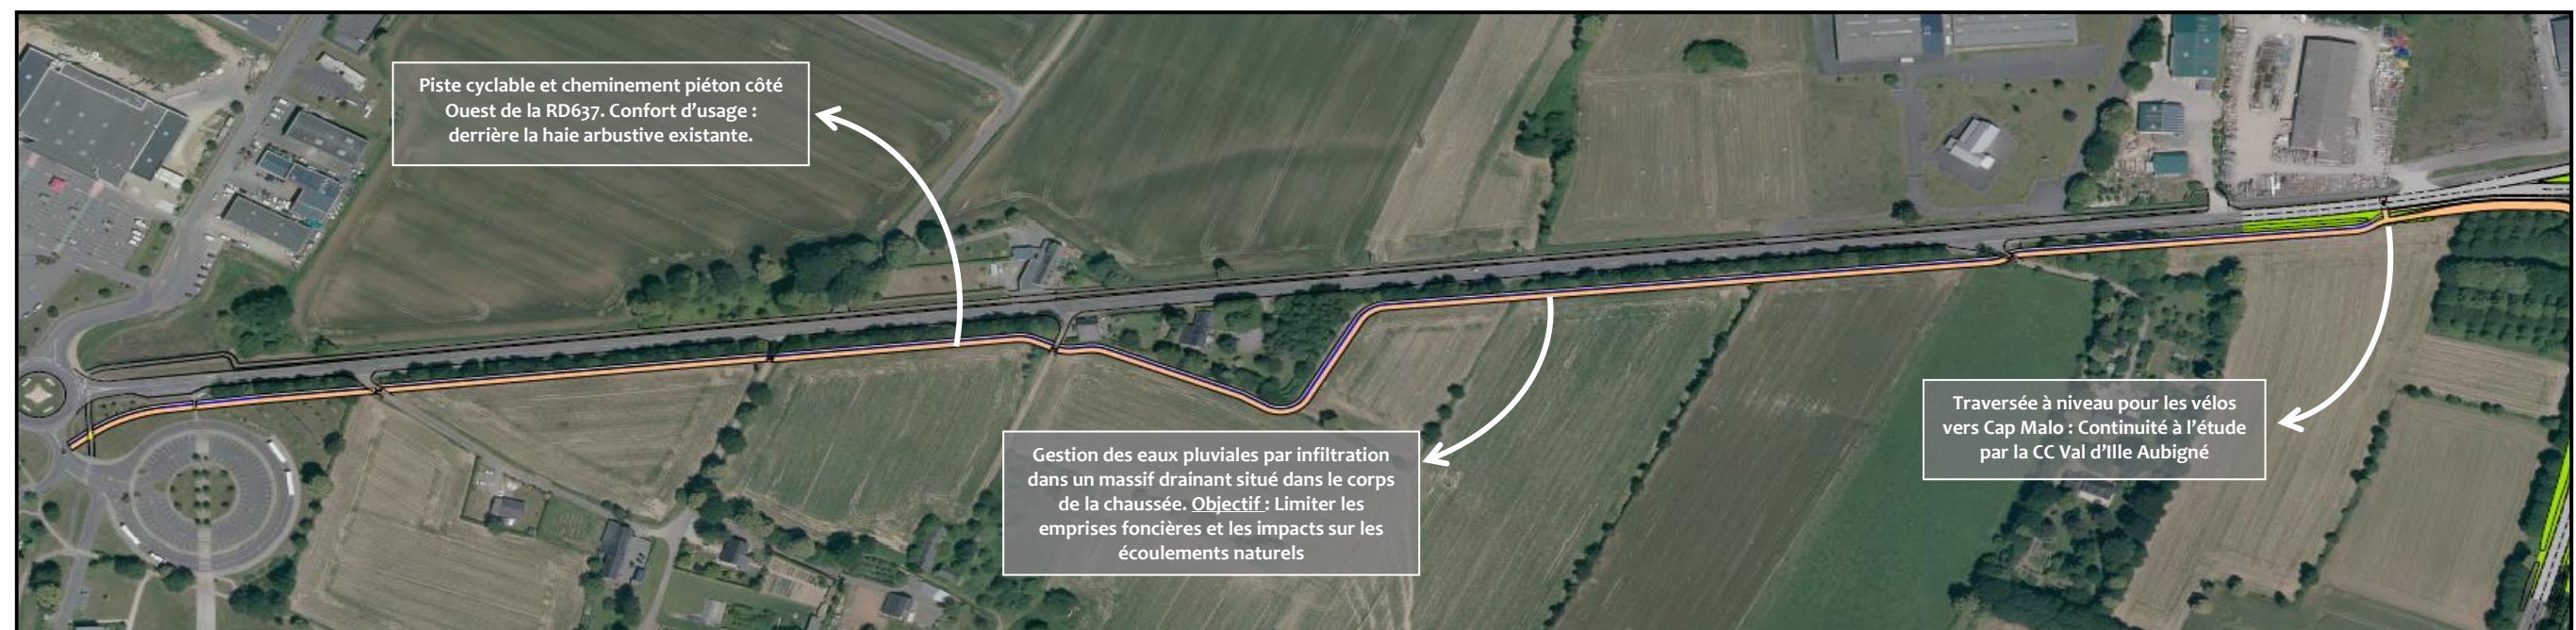 Piste cyclable et cheminement piéton côté
Ouest de la RD637. Confort d’usage :
derrière la haie arbustive existante.
Gestion des eaux pluviales par infiltration
dans un massif drainant situé dans le corps
de la chaussée. Objectif : Limiter les
emprises foncières et les impacts sur les
écoulements naturels
Traversée à niveau pour les vélos
vers Cap Malo : Continuité à l’étude
par la CC Val d’Ille Aubigné